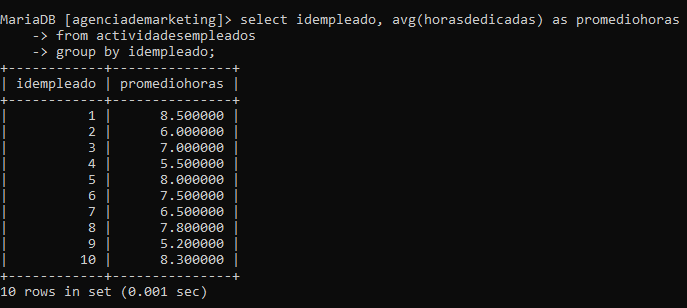 MariaDB [agenciademarketing]> select idempleado, avg(horasdedicadas) as promediohoras
    -> from actividadesempleados
    -> group by idempleado;
+------------+---------------+
| idempleado | promediohoras |
+------------+---------------+
|          1 |      8.500000 |
|          2 |      6.000000 |
|          3 |      7.000000 |
|          4 |      5.500000 |
|          5 |      8.000000 |
|          6 |      7.500000 |
|          7 |      6.500000 |
|          8 |      7.800000 |
|          9 |      5.200000 |
|         10 |      8.300000 |
+------------+---------------+
10 rows in set (0.001 sec)